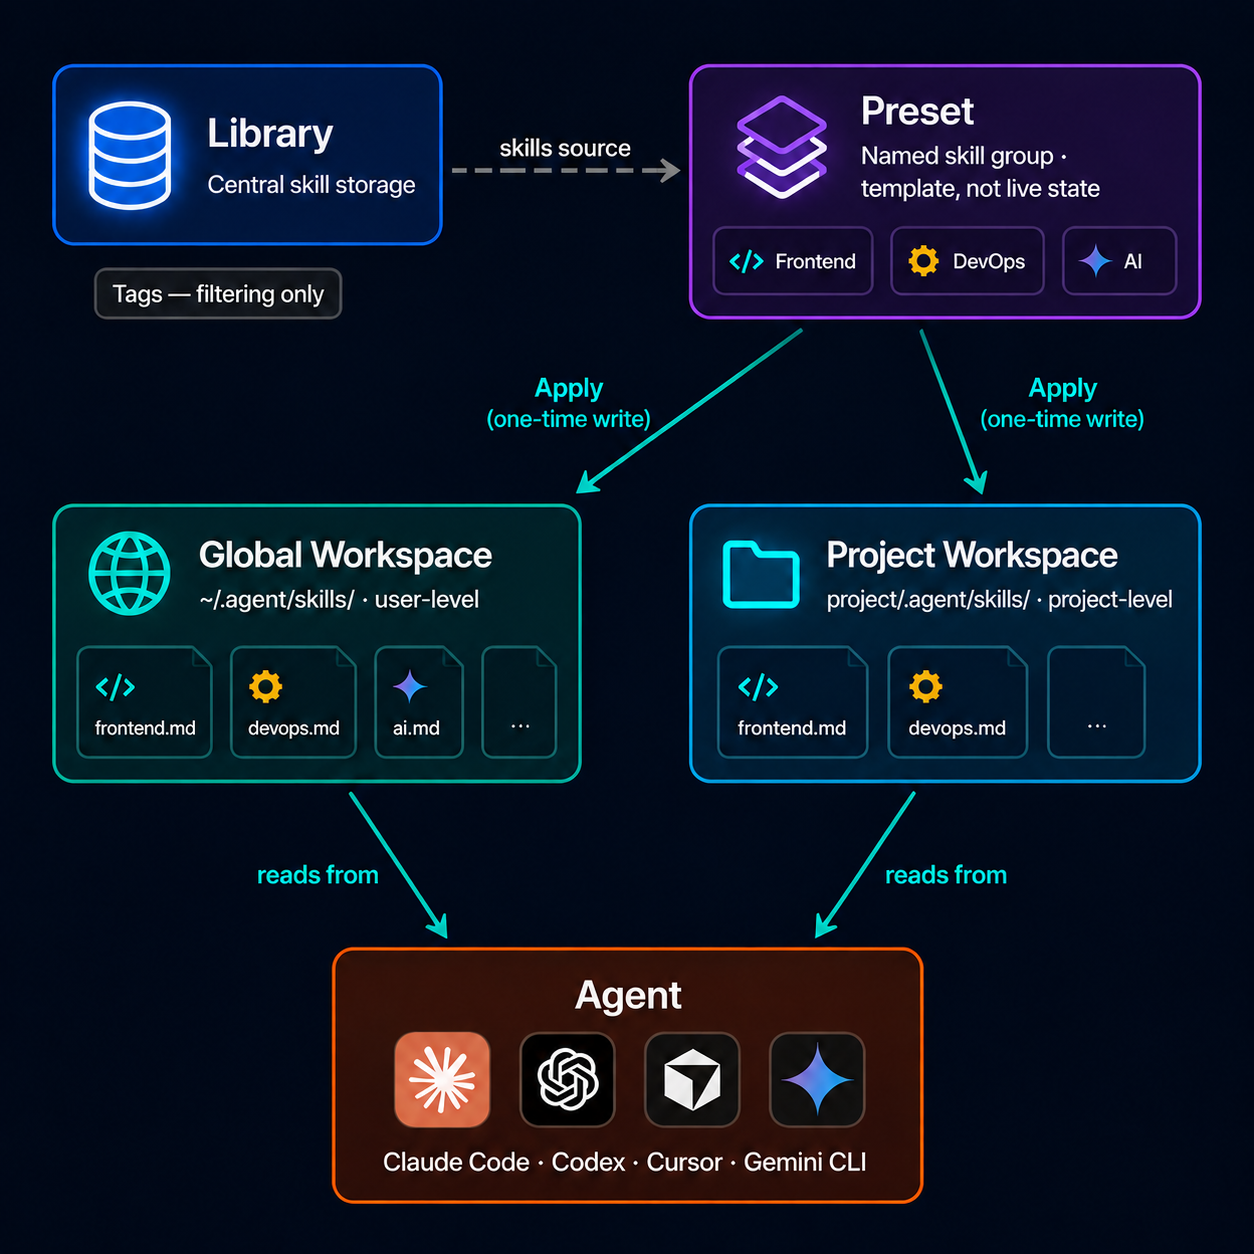 Library
Central skill storage
Tags — filtering only
skills source
Preset
Named skill group ·
template, not live state
</> Frontend
DevOps
AI
Apply
(one-time write)
Apply
(one-time write)
Global Workspace
~/.agent/skills/ · user-level
</>
frontend.md
devops.md
ai.md
...
Project Workspace
project/.agent/skills/ · project-level
</>
frontend.md
devops.md
...
reads from
reads from
Agent
Claude Code · Codex · Cursor · Gemini CLI